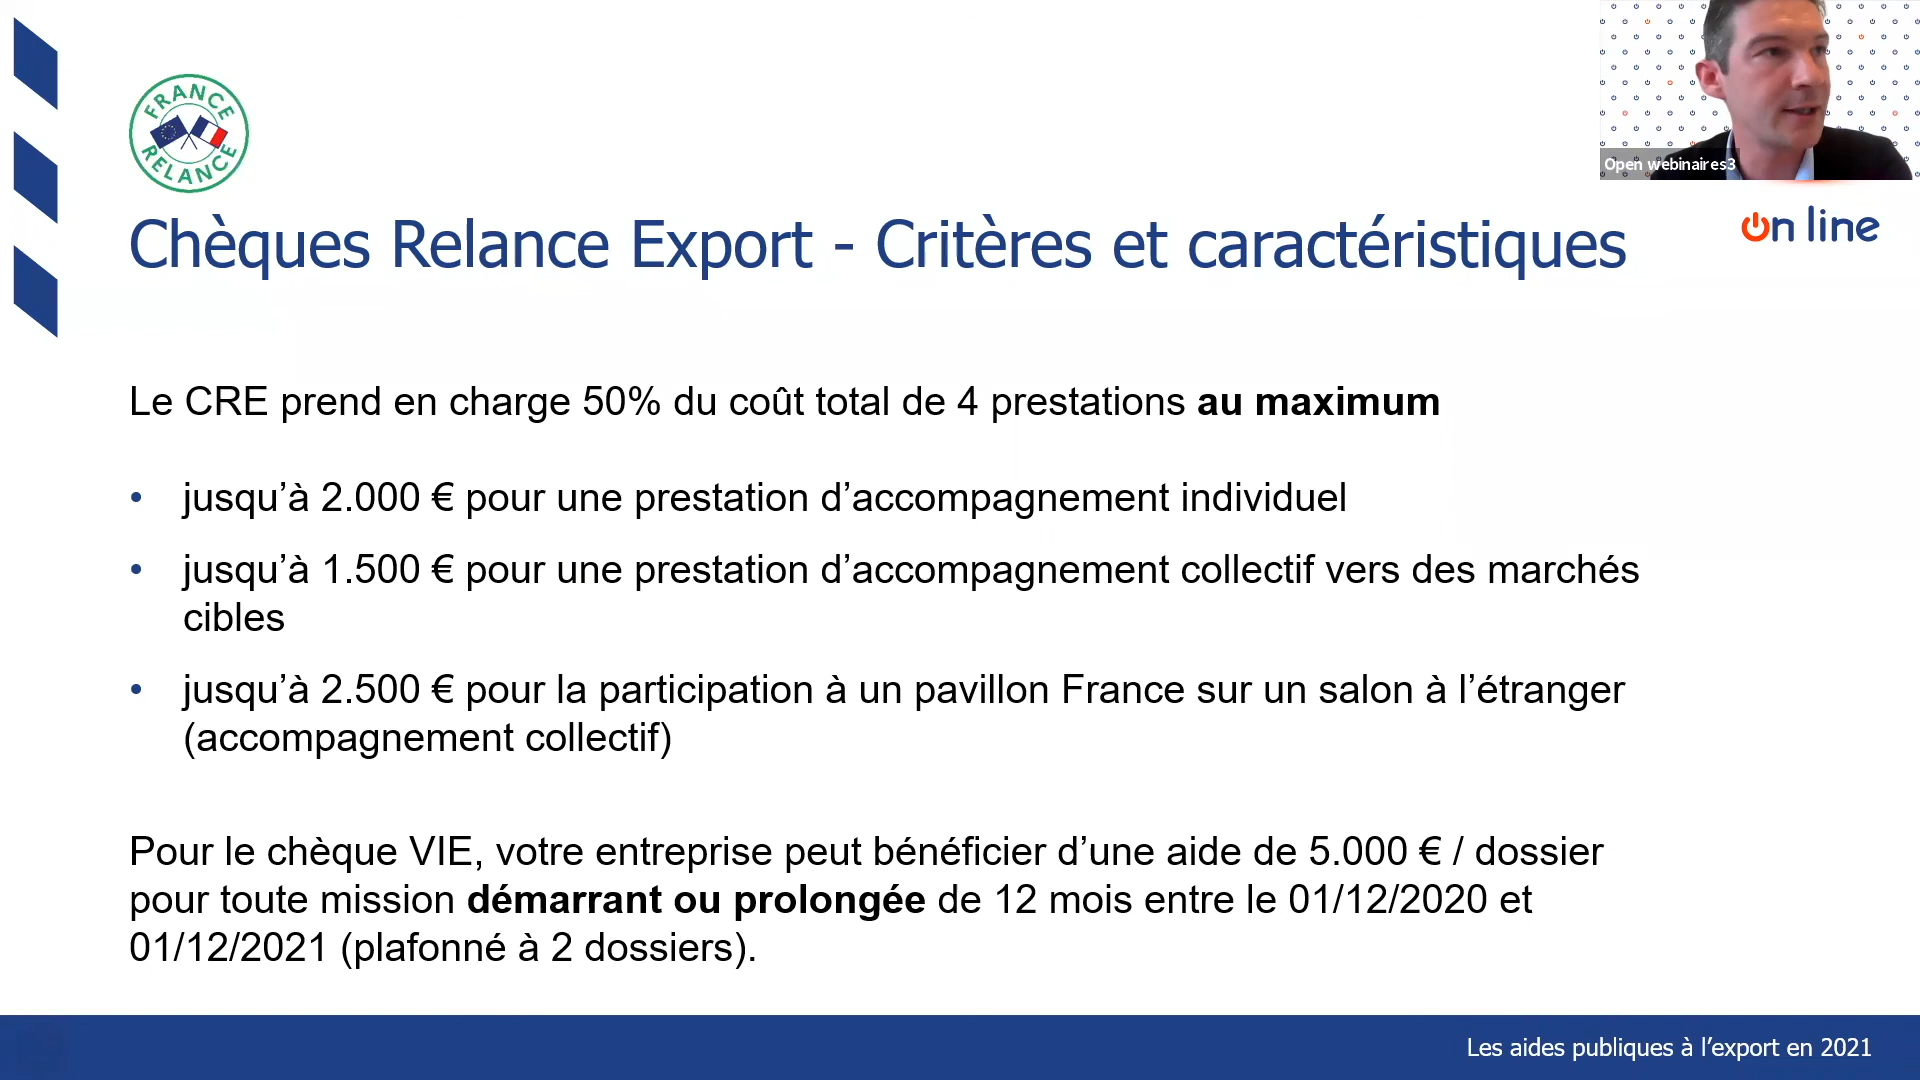 FRANCE
RELANCE
Open webinaires3
On line
Chèques Relance Export - Critères et caractéristiques
Le CRE prend en charge 50% du coût total de 4 prestations au maximum
• jusqu’à 2.000 € pour une prestation d’accompagnement individuel
• jusqu’à 1.500 € pour une prestation d’accompagnement collectif vers des marchés
cibles
• jusqu’à 2.500 € pour la participation à un pavillon France sur un salon à l’étranger
(accompagnement collectif)
Pour le chèque VIE, votre entreprise peut bénéficier d’une aide de 5.000 € / dossier
pour toute mission démarrant ou prolongée de 12 mois entre le 01/12/2020 et
01/12/2021 (plafonné à 2 dossiers).
Les aides publiques à l’export en 2021